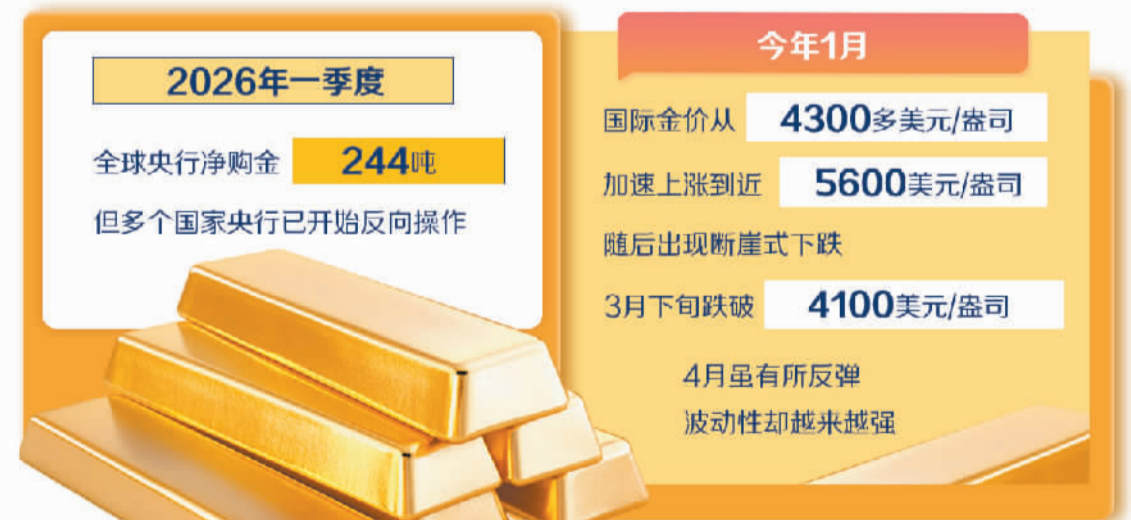 2026年一季度
全球央行净购金 244吨
但多个国家央行已开始反向操作
今年1月
国际金价从 4300多美元/盎司
加速上涨到近 5600美元/盎司
随后出现断崖式下跌
3月下旬跌破 4100美元/盎司
4月虽有所反弹
波动性却越来越强